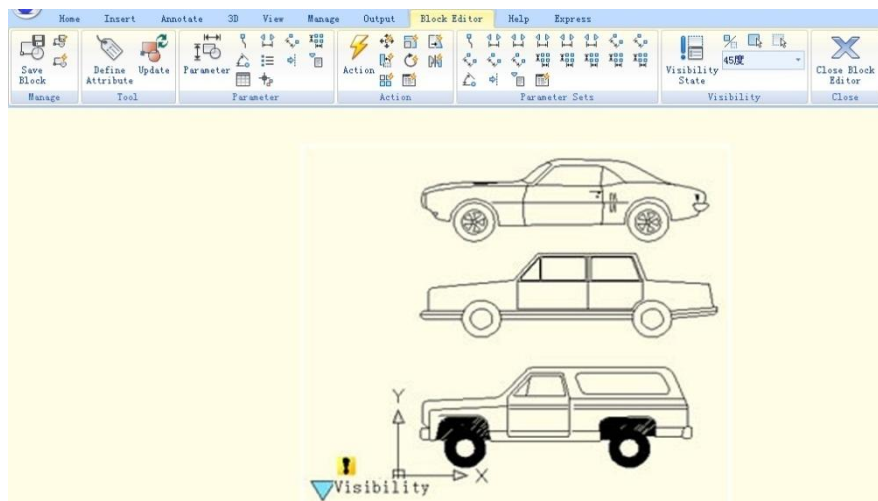 Home Insert Annotate 3D View Manage Output Block Editor Help Express
Save Block
Define Attribute
Update
Parameter
Action
Visibility State
45度
Close Block Editor
Manage Tool Parameter Action Parameter Sets Visibility Close
Y
X
Visibility